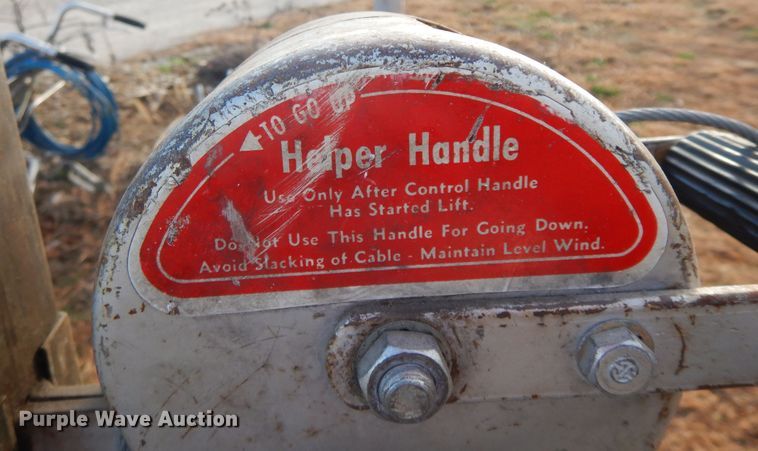 TO GO UP
Helper Handle
Use Only After Control Handle
Has Started Lift.
Do Not Use This Handle For Going Down.
Avoid Slacking of Cable - Maintain Level Wind.
Purple Wave Auction